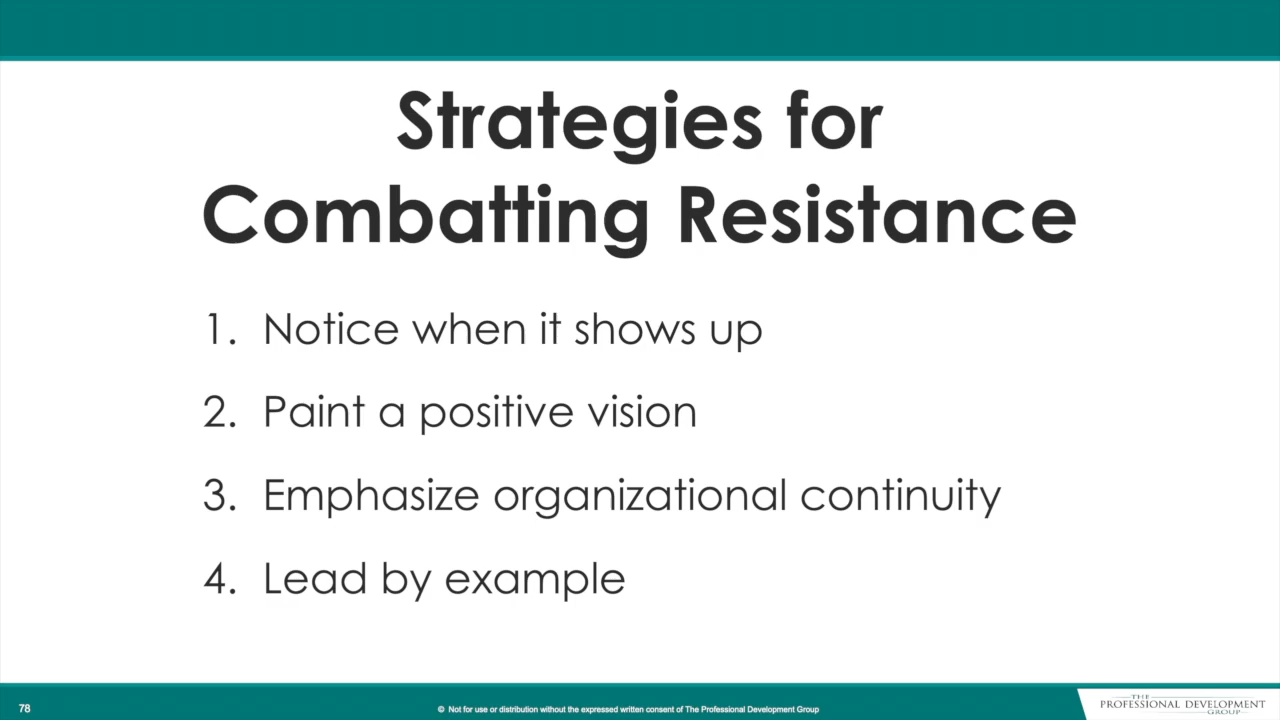 Strategies for
Combatting Resistance
1. Notice when it shows up
2. Paint a positive vision
3. Emphasize organizational continuity
4. Lead by example
78
© Not for use or distribution without the expressed written consent of The Professional Development Group
THE
PROFESSIONAL DEVELOPMENT
GROUP